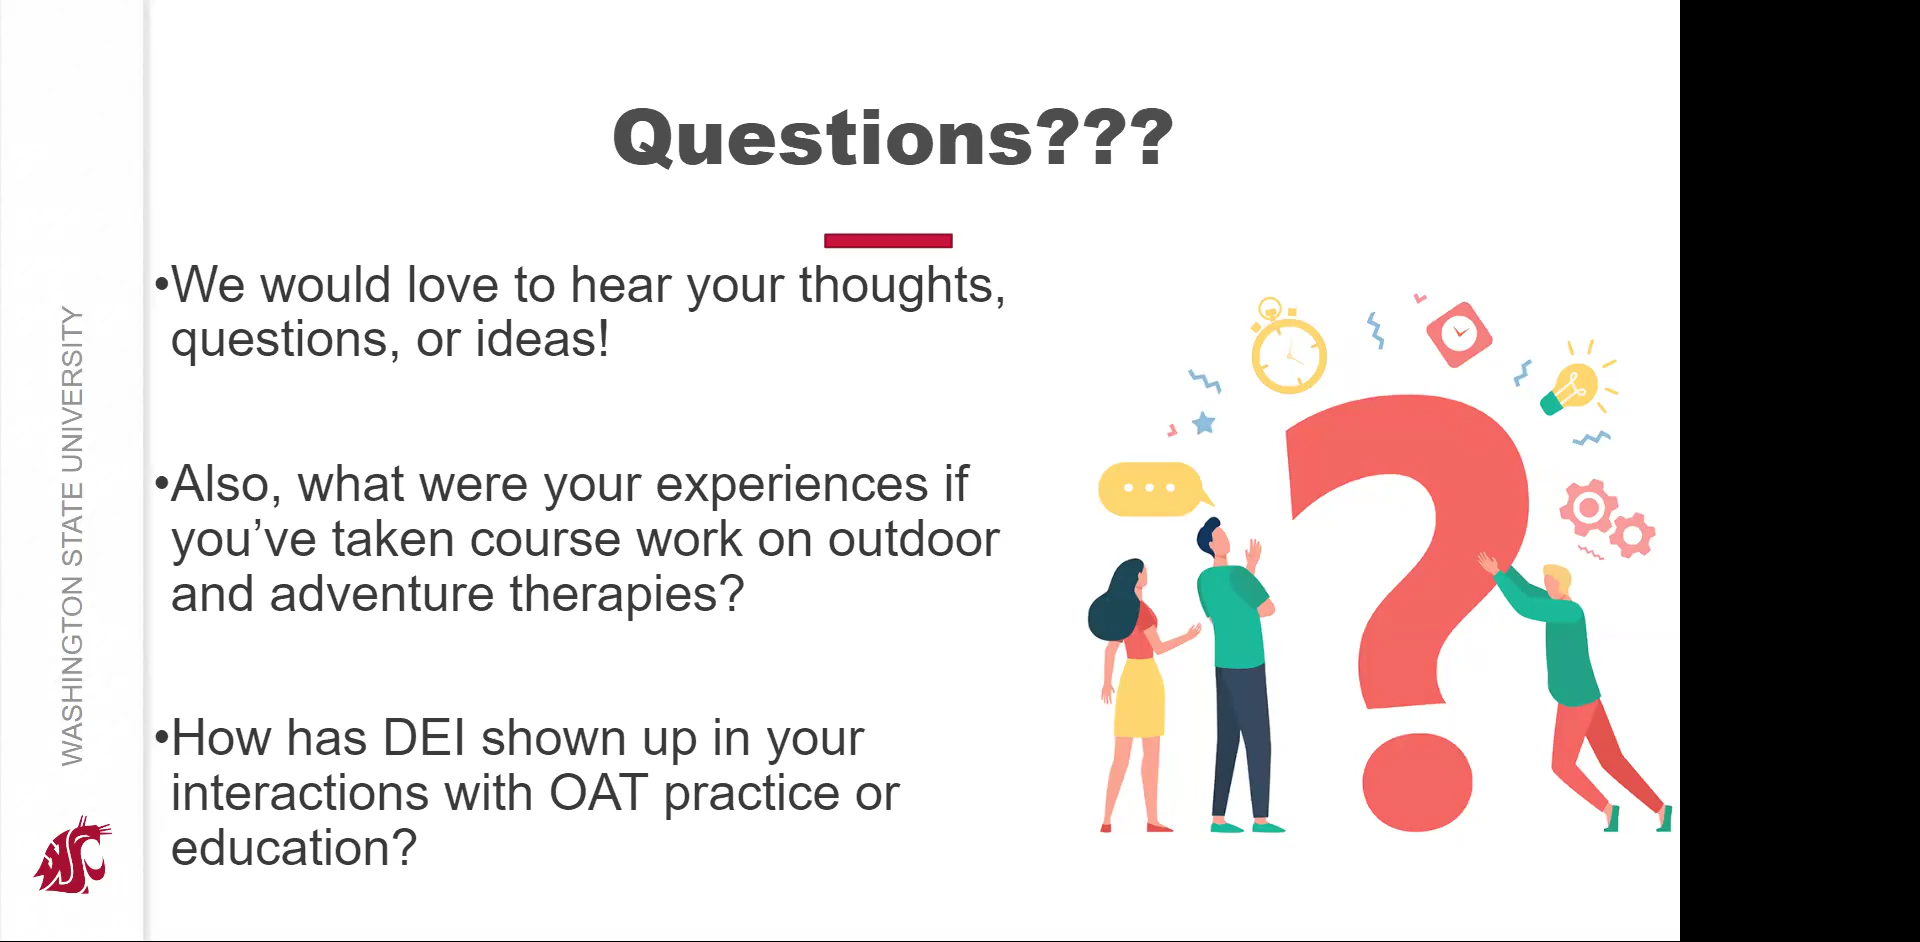 Questions???
•We would love to hear your thoughts,
questions, or ideas!
•Also, what were your experiences if
you’ve taken course work on outdoor
and adventure therapies?
•How has DEI shown up in your
interactions with OAT practice or
education?
WASHINGTON STATE UNIVERSITY